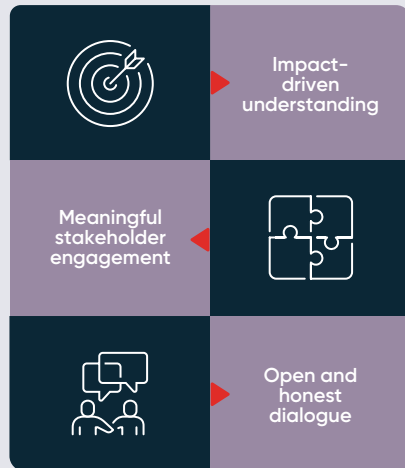 Impact-
driven
understanding
Meaningful
stakeholder
engagement
Open and
honest
dialogue